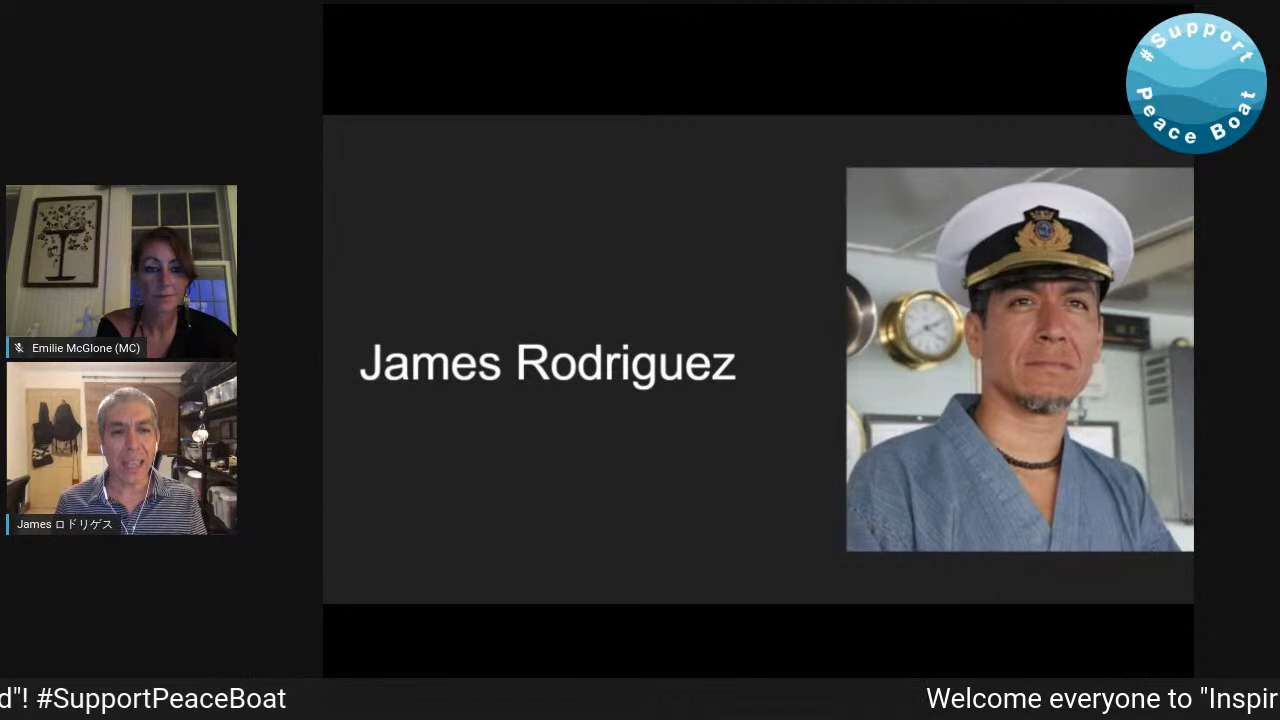 #Support
Peace Boat
Emilie McGlone (MC)
James Rodriguez
James ロドリゲス
d"! #SupportPeaceBoat
Welcome everyone to "Inspir